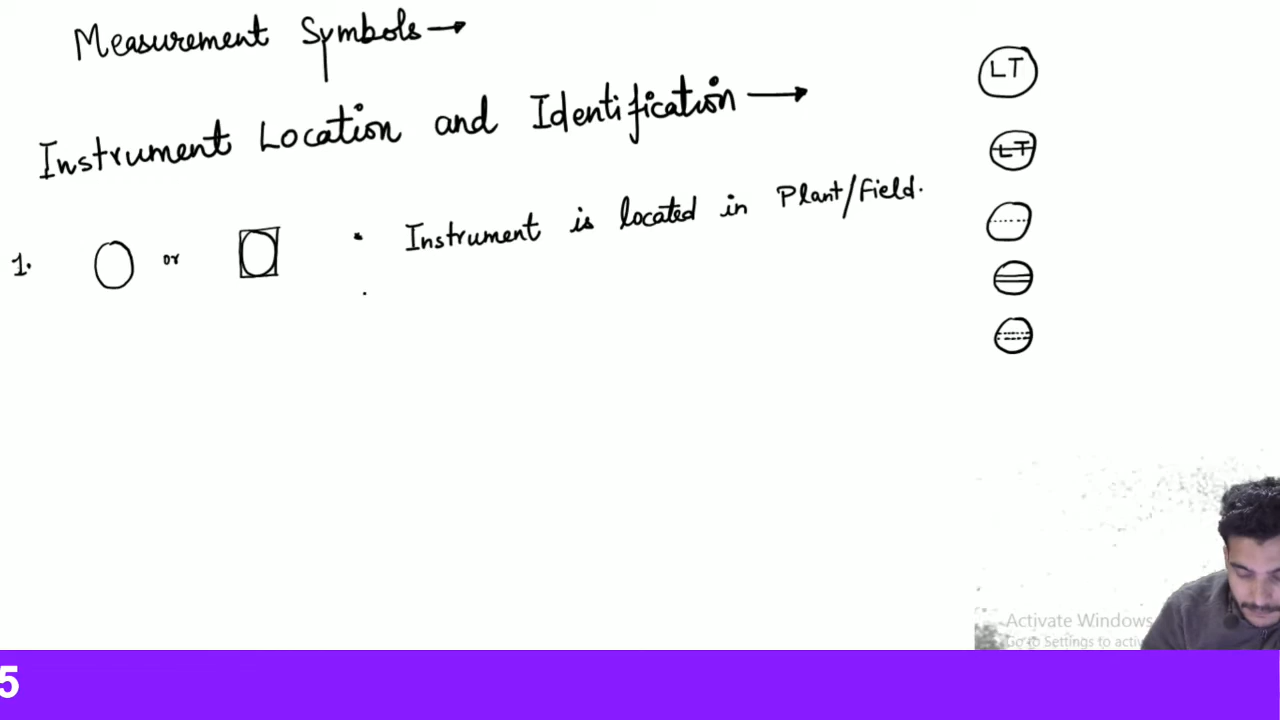 Measurement Symbols→
Instrument Location and Identification→
1. or • Instrument is located in Plant/Field.
LT
LT
Activate Windows
Go to Settings to activ
5